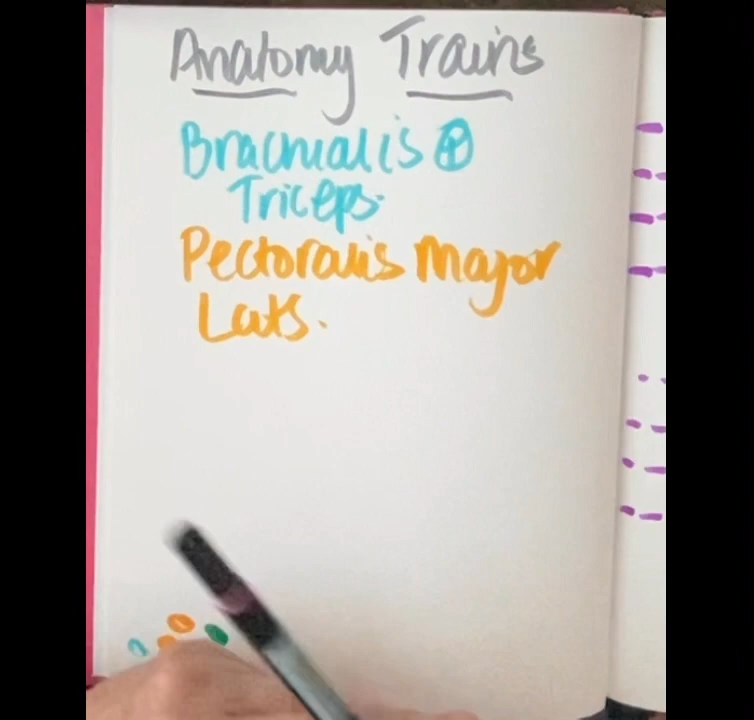 Anatomy Trains
Brachialis ⊕
Triceps.
Pectoralis Major
Lats.